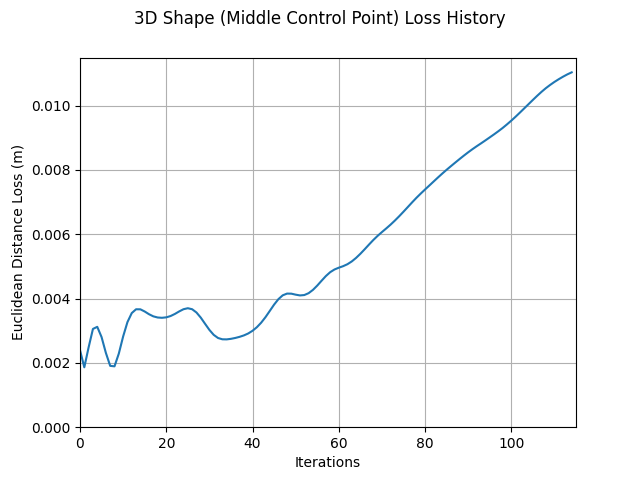 3D Shape (Middle Control Point) Loss History
Euclidean Distance Loss (m)
0.010
0.008
0.006
0.004
0.002
0.000
0 20 40 60 80 100
Iterations